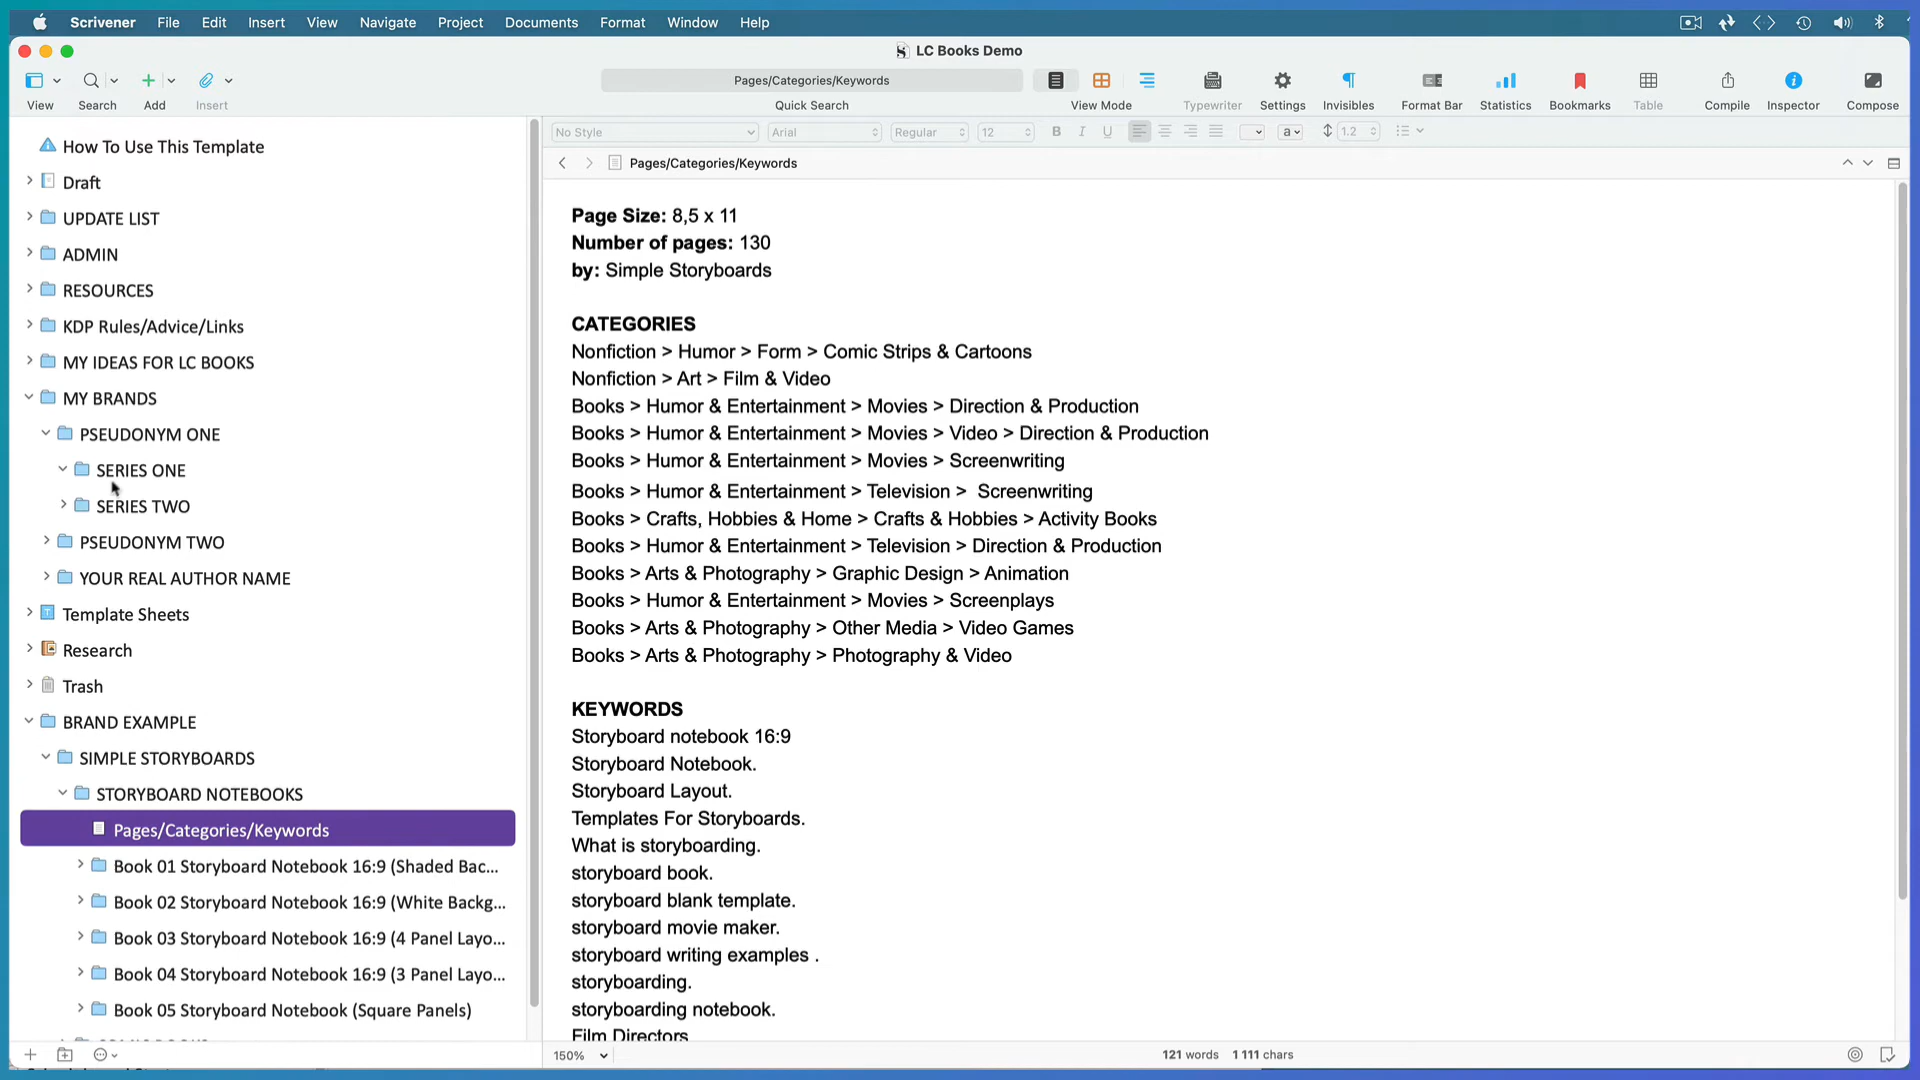 Scrivener File Edit Insert View Navigate Project Documents Format Window Help
LC Books Demo
Pages/Categories/Keywords
View Search Add Insert Quick Search View Mode Typewriter Settings Invisibles Format Bar Statistics Bookmarks Table Compile Inspector Compose
No Style Arial Regular 12 B I U a 1.2
Pages/Categories/Keywords
How To Use This Template
Draft
UPDATE LIST
ADMIN
RESOURCES
KDP Rules/Advice/Links
MY IDEAS FOR LC BOOKS
MY BRANDS
PSEUDONYM ONE
SERIES ONE
SERIES TWO
PSEUDONYM TWO
YOUR REAL AUTHOR NAME
Template Sheets
Research
Trash
BRAND EXAMPLE
SIMPLE STORYBOARDS
STORYBOARD NOTEBOOKS
Pages/Categories/Keywords
Book 01 Storyboard Notebook 16:9 (Shaded Bac...
Book 02 Storyboard Notebook 16:9 (White Backg...
Book 03 Storyboard Notebook 16:9 (4 Panel Layo...
Book 04 Storyboard Notebook 16:9 (3 Panel Layo...
Book 05 Storyboard Notebook (Square Panels)
Page Size: 8,5 x 11
Number of pages: 130
by: Simple Storyboards
CATEGORIES
Nonfiction > Humor > Form > Comic Strips & Cartoons
Nonfiction > Art > Film & Video
Books > Humor & Entertainment > Movies > Direction & Production
Books > Humor & Entertainment > Movies > Video > Direction & Production
Books > Humor & Entertainment > Movies > Screenwriting
Books > Humor & Entertainment > Television > Screenwriting
Books > Crafts, Hobbies & Home > Crafts & Hobbies > Activity Books
Books > Humor & Entertainment > Television > Direction & Production
Books > Arts & Photography > Graphic Design > Animation
Books > Humor & Entertainment > Movies > Screenplays
Books > Arts & Photography > Other Media > Video Games
Books > Arts & Photography > Photography & Video
KEYWORDS
Storyboard notebook 16:9
Storyboard Notebook.
Storyboard Layout.
Templates For Storyboards.
What is storyboarding.
storyboard book.
storyboard blank template.
storyboard movie maker.
storyboard writing examples .
storyboarding.
storyboarding notebook.
Film Directors
150% 121 words 1 111 chars